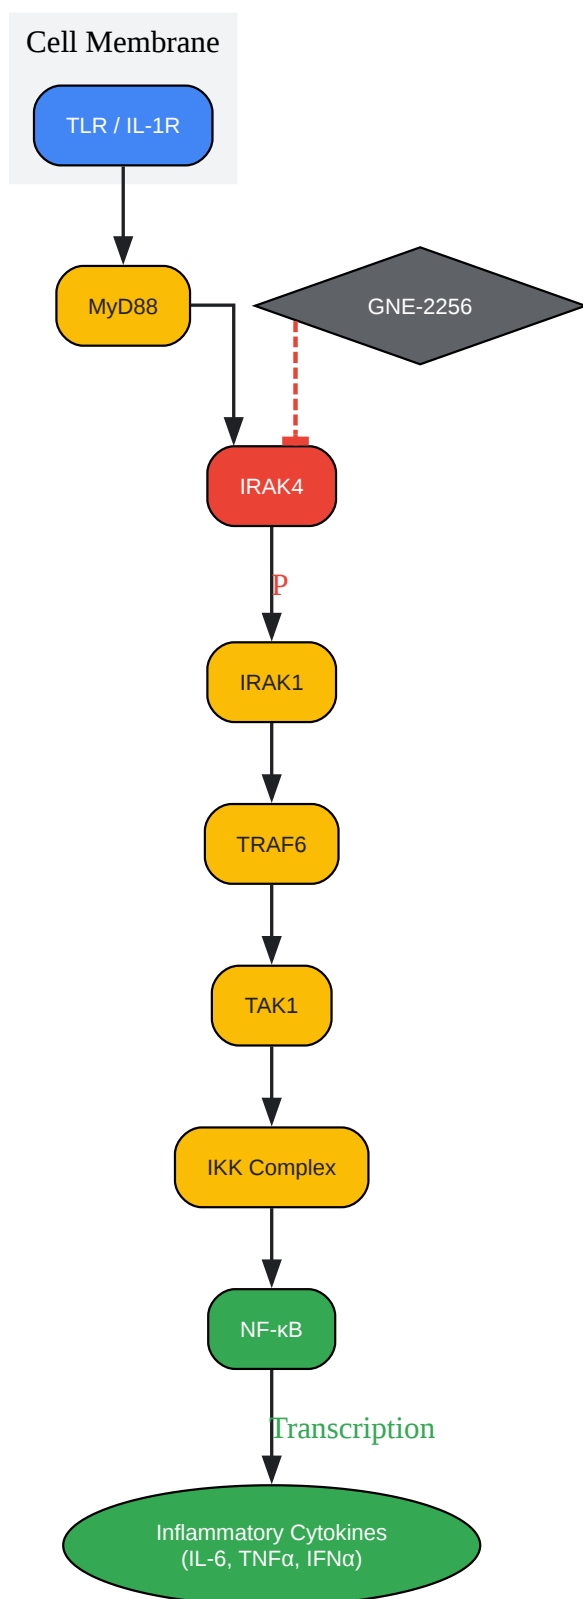 Cell Membrane
TLR / IL-1R
MyD88
GNE-2256
IRAK4
P
IRAK1
TRAF6
TAK1
IKK Complex
NF-κB
Transcription
Inflammatory Cytokines
(IL-6, TNFα, IFNα)